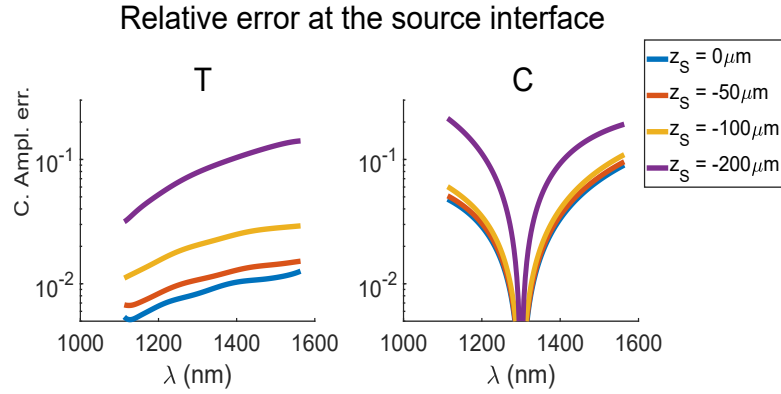 Relative error at the source interface
T
C
C. Ampl. err.
10^-1
10^-2
1000 1200 1400 1600
λ (nm)
10^-1
10^-2
1000 1200 1400 1600
λ (nm)
z_S = 0μm
z_S = -50μm
z_S = -100μm
z_S = -200μm